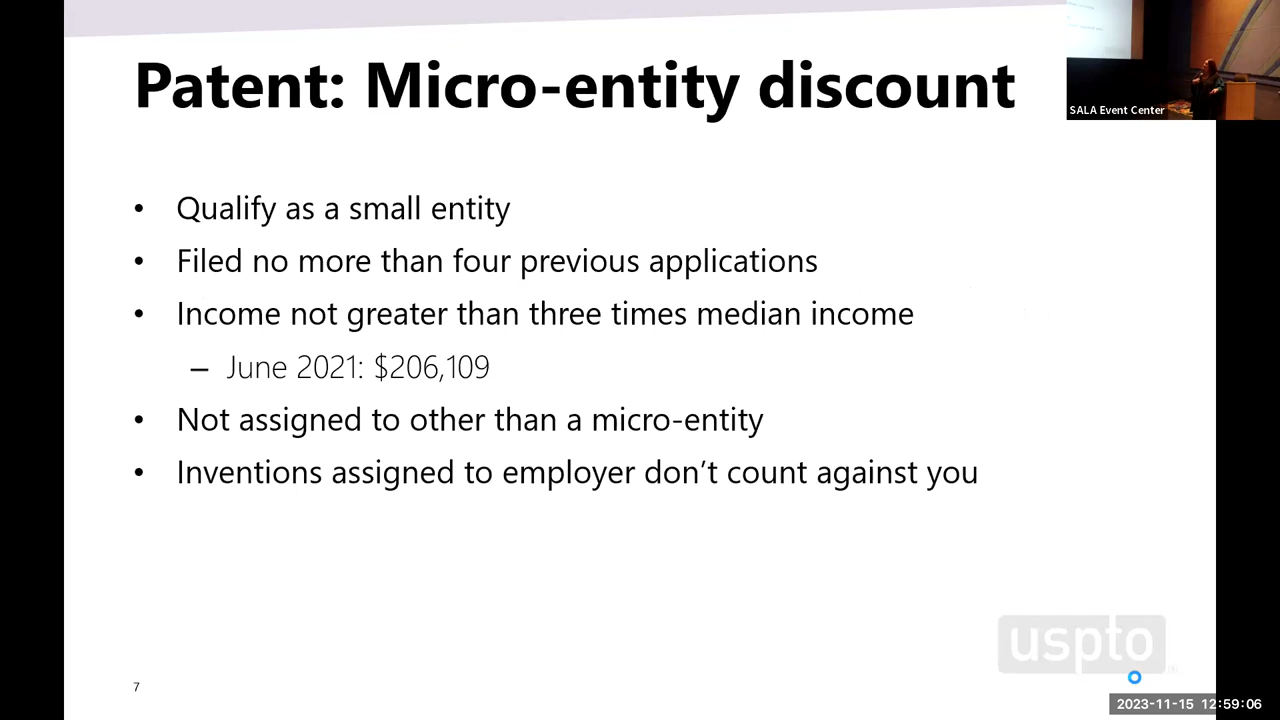 Patent: Micro-entity discount
SALA Event Center
• Qualify as a small entity
• Filed no more than four previous applications
• Income not greater than three times median income
– June 2021: $206,109
• Not assigned to other than a micro-entity
• Inventions assigned to employer don’t count against you
uspto
7
2023-11-15 12:59:06